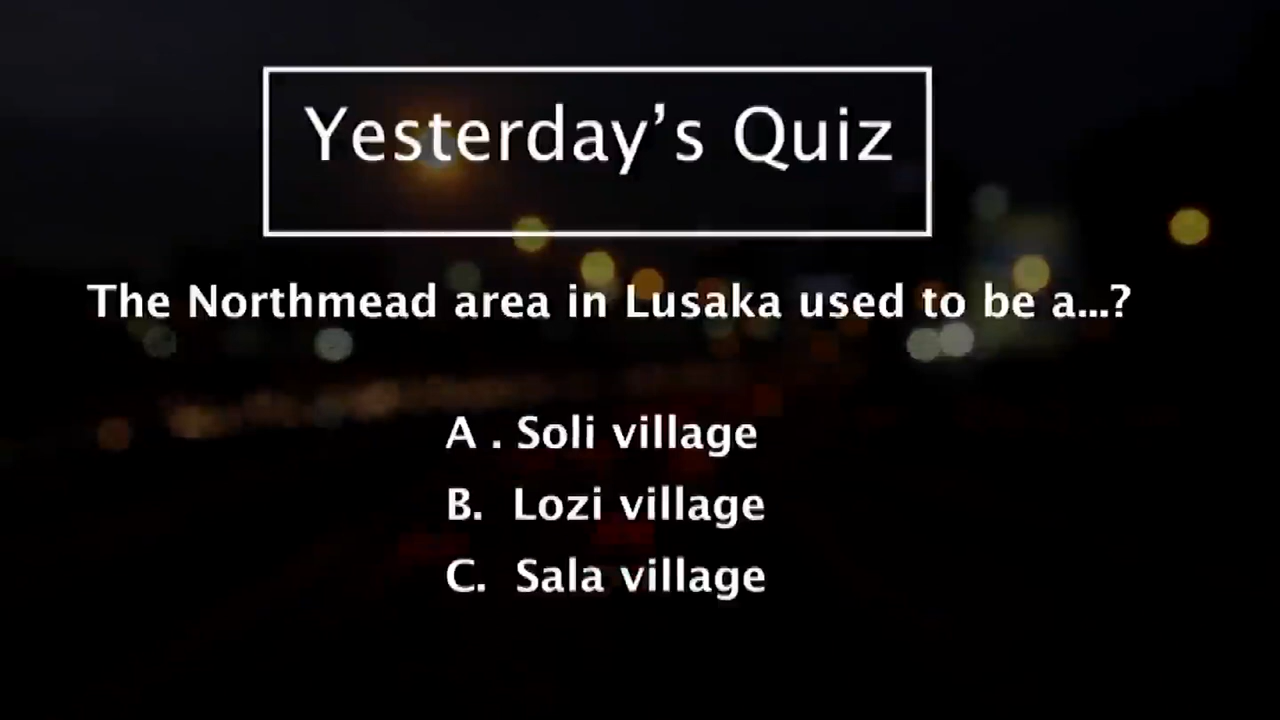 Yesterday’s Quiz
The Northmead area in Lusaka used to be a...?
A . Soli village
B. Lozi village
C. Sala village